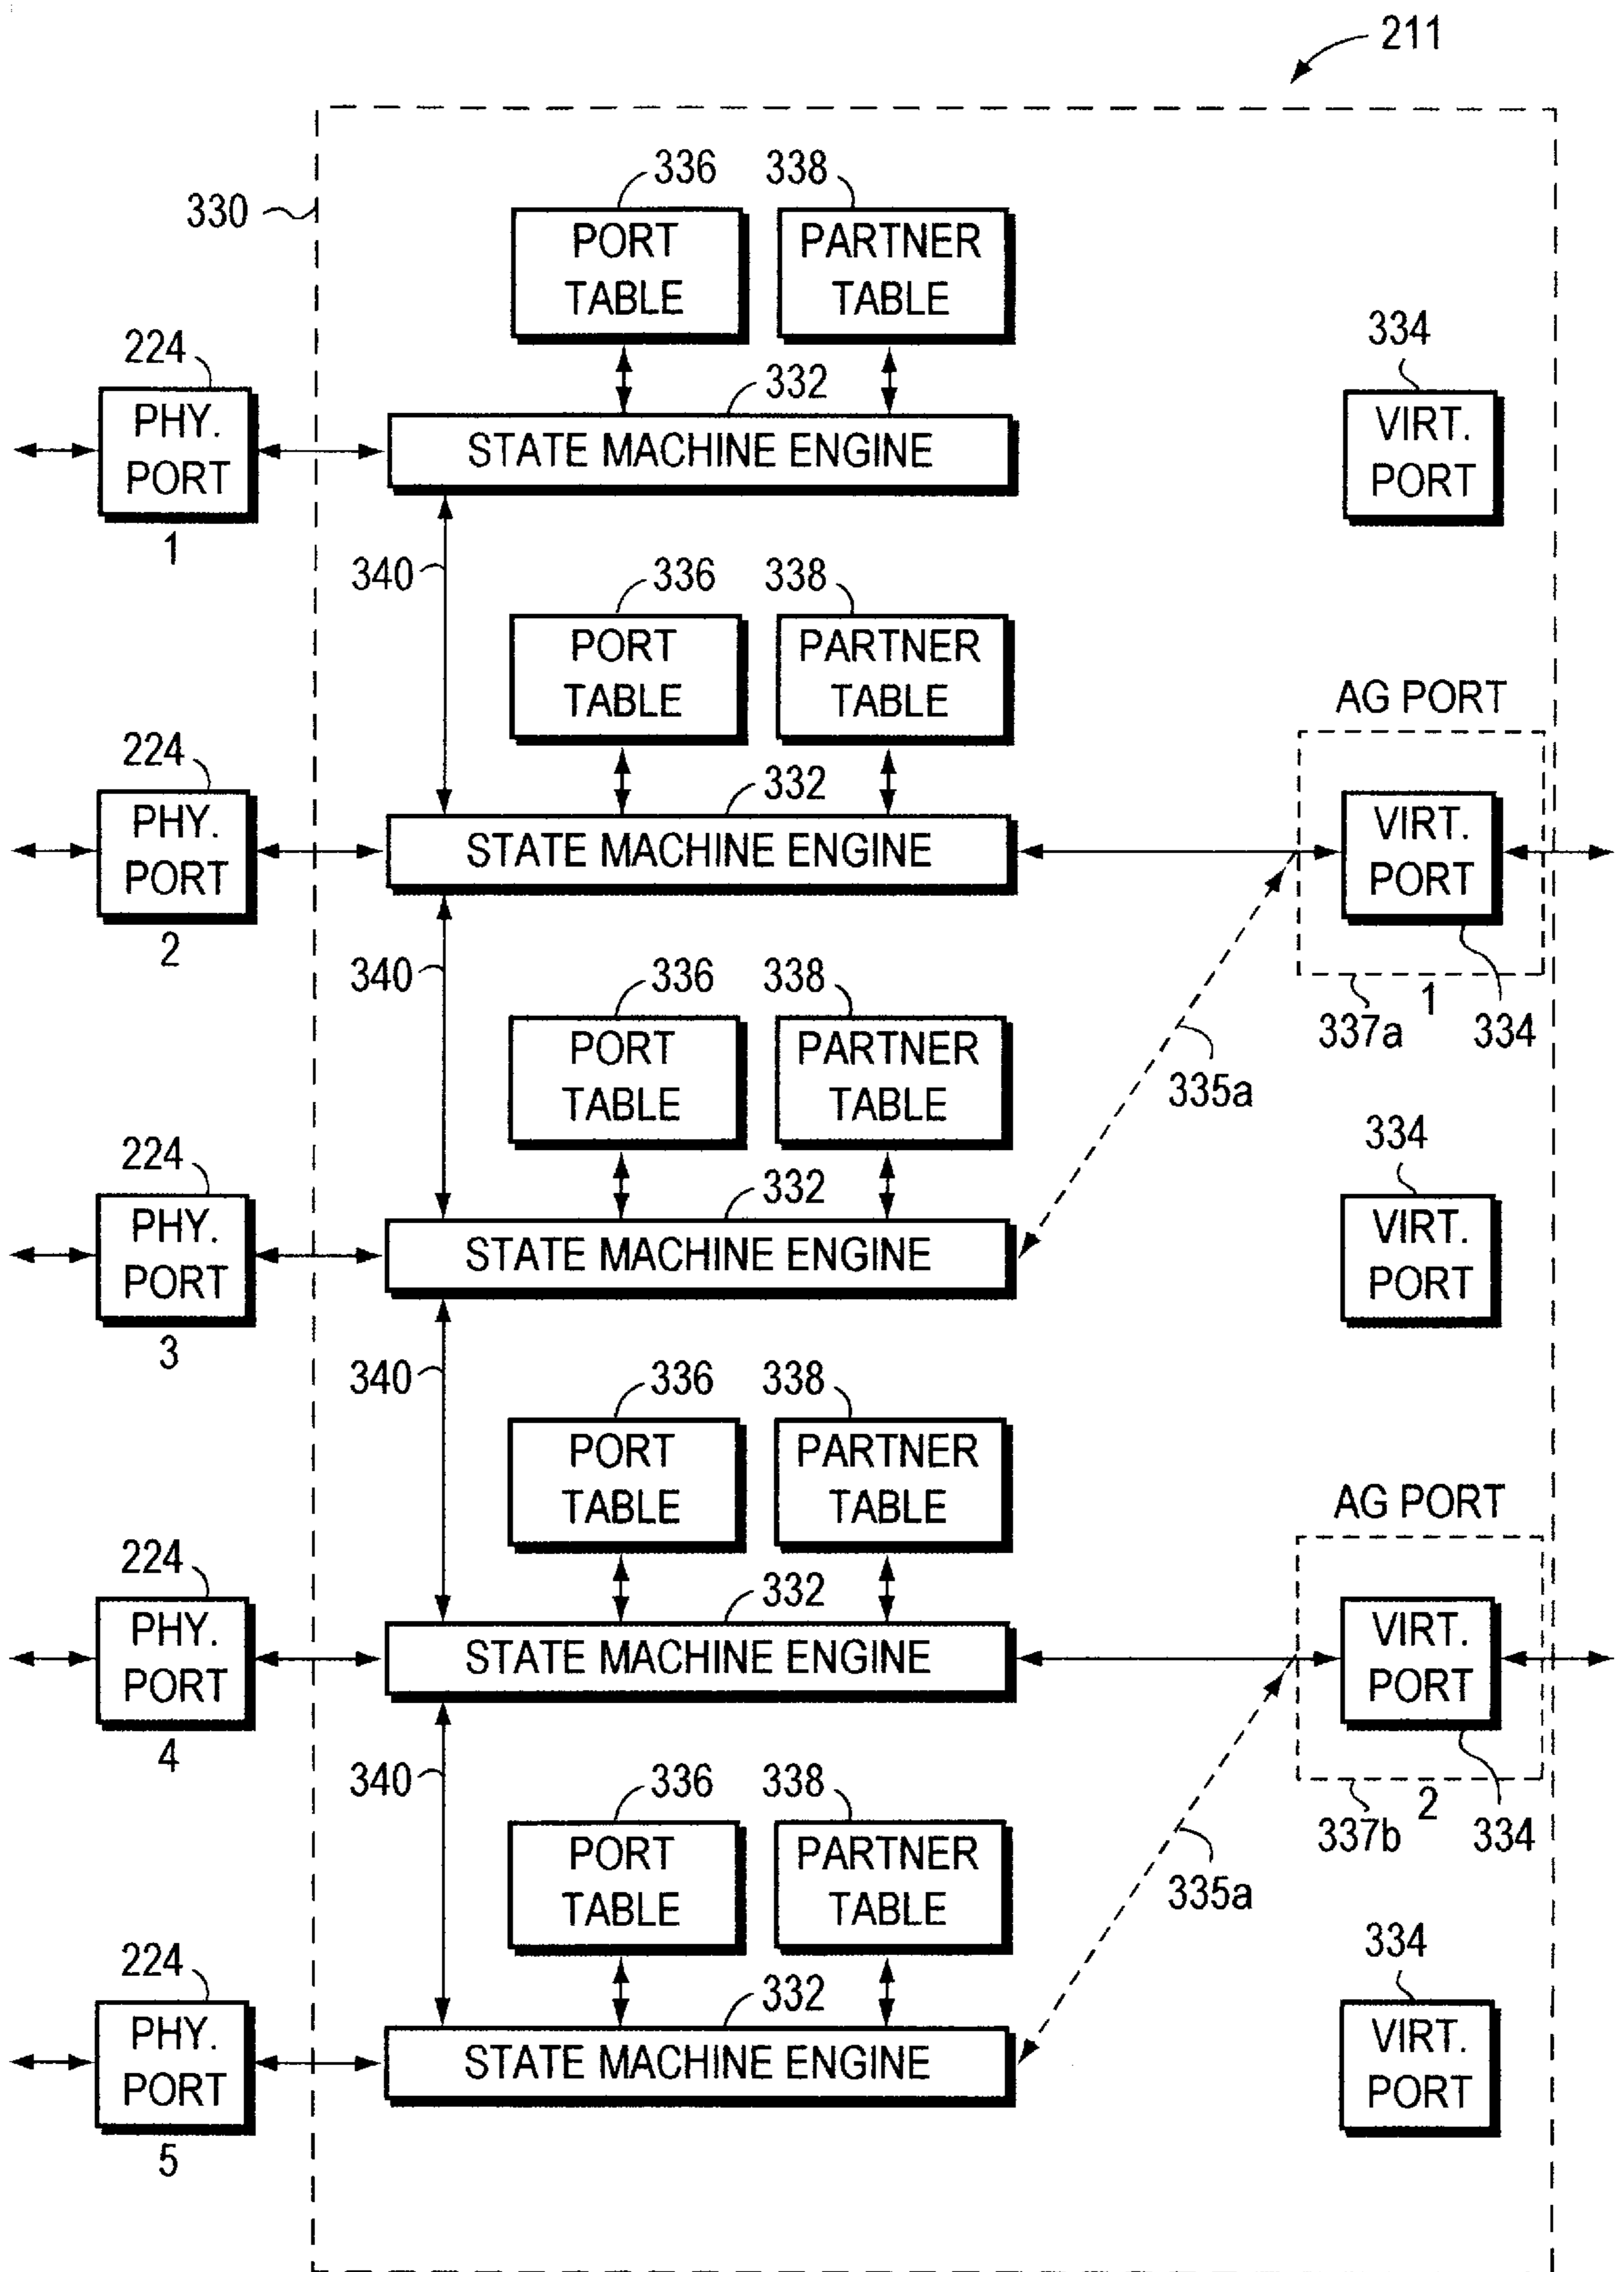 211
336
338
330
PORT
TABLE
PARTNER
TABLE
224
332
334
PHY.
PORT
STATE MACHINE ENGINE
VIRT.
PORT
1
340
336
338
PORT
TABLE
PARTNER
TABLE
AG PORT
224
332
PHY.
PORT
STATE MACHINE ENGINE
VIRT.
PORT
2
340
336
338
1
337a
334
PORT
TABLE
PARTNER
TABLE
335a
224
332
334
PHY.
PORT
STATE MACHINE ENGINE
VIRT.
PORT
3
340
336
338
PORT
TABLE
PARTNER
TABLE
AG PORT
224
332
PHY.
PORT
STATE MACHINE ENGINE
VIRT.
PORT
4
340
336
338
2
337b
334
PORT
TABLE
PARTNER
TABLE
335a
224
332
334
PHY.
PORT
STATE MACHINE ENGINE
VIRT.
PORT
5